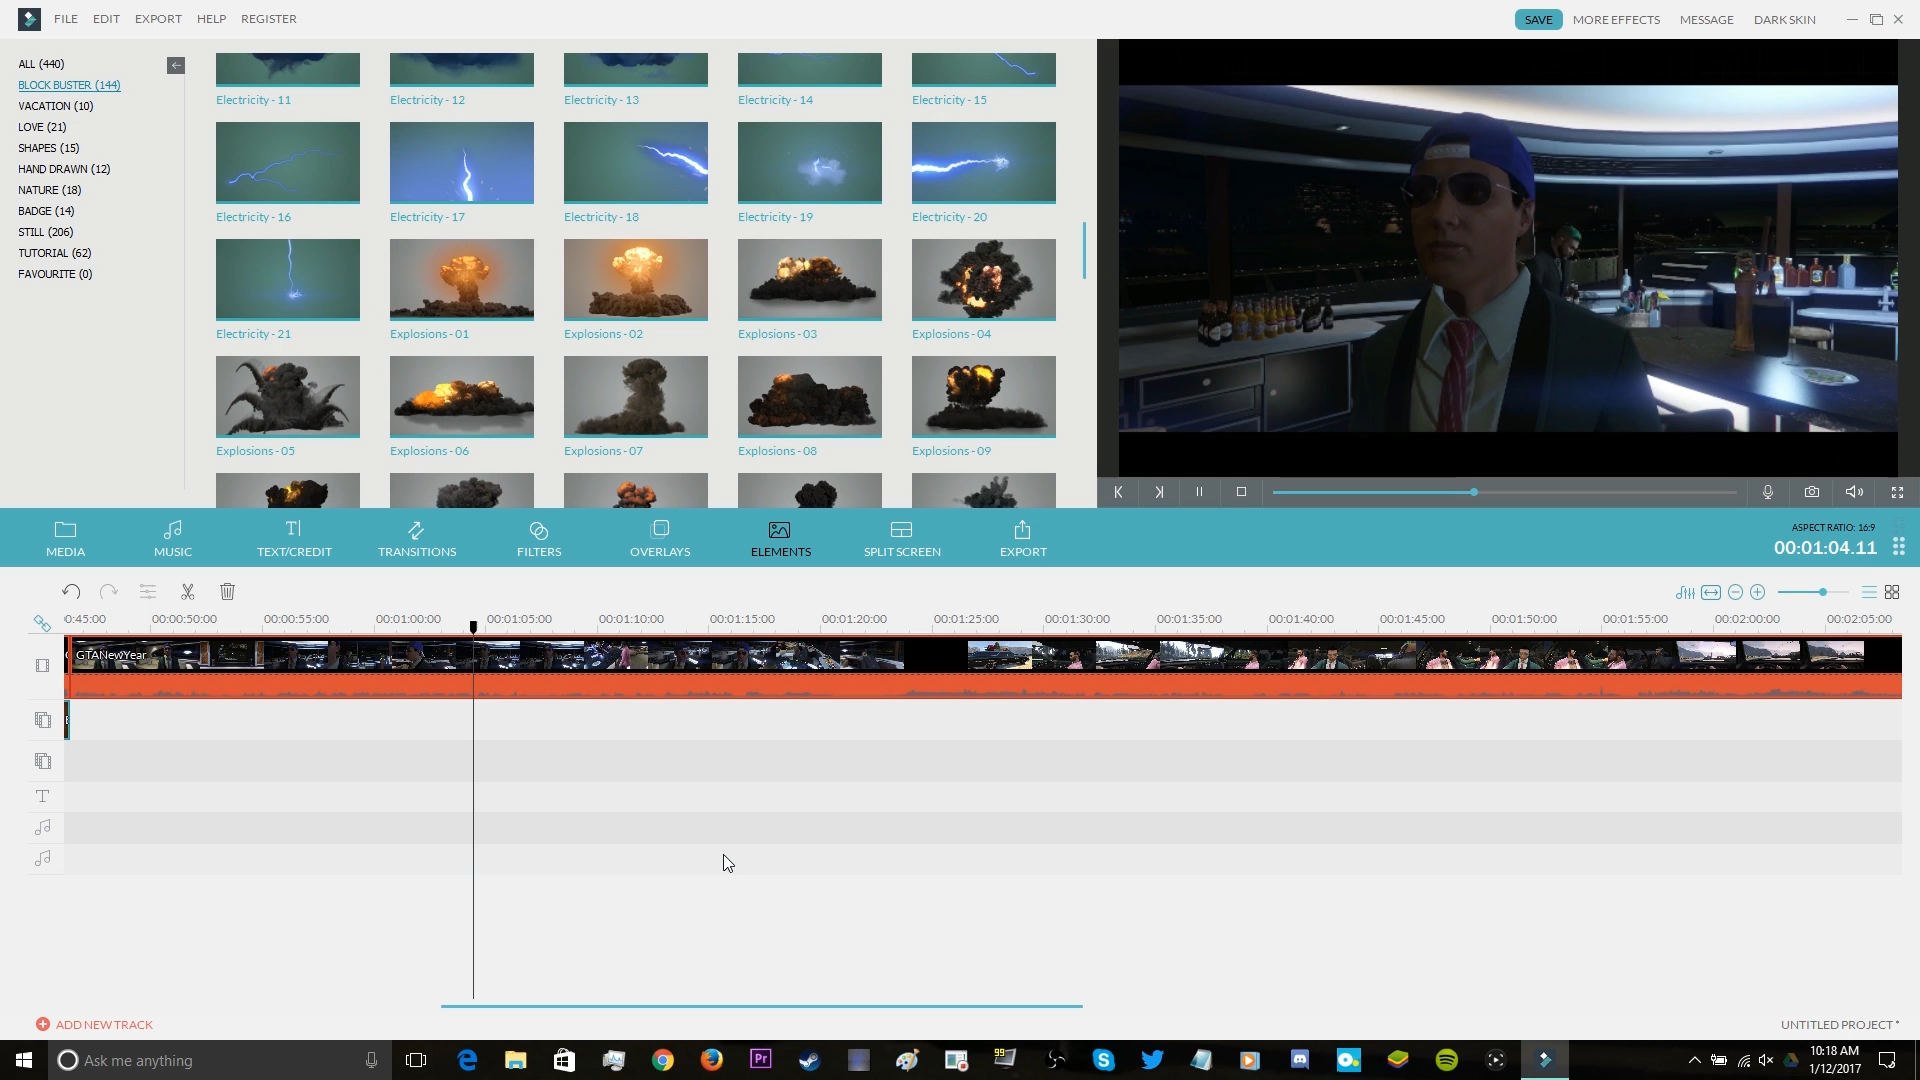 FILE EDIT EXPORT HELP REGISTER
SAVE MORE EFFECTS MESSAGE DARK SKIN
ALL (440)
BLOCK BUSTER (144)
VACATION (10)
LOVE (21)
SHAPES (15)
HAND DRAWN (12)
NATURE (18)
BADGE (14)
STILL (206)
TUTORIAL (62)
FAVOURITE (0)
Electricity - 11 Electricity - 12 Electricity - 13 Electricity - 14 Electricity - 15
Electricity - 16 Electricity - 17 Electricity - 18 Electricity - 19 Electricity - 20
Electricity - 21 Explosions - 01 Explosions - 02 Explosions - 03 Explosions - 04
Explosions - 05 Explosions - 06 Explosions - 07 Explosions - 08 Explosions - 09
MEDIA MUSIC TEXT/CREDIT TRANSITIONS FILTERS OVERLAYS ELEMENTS SPLIT SCREEN EXPORT
ASPECT RATIO: 16:9
00:01:04.11
0:45:00 00:00:50:00 00:00:55:00 00:01:00:00 00:01:05:00 00:01:10:00 00:01:15:00 00:01:20:00 00:01:25:00 00:01:30:00 00:01:35:00 00:01:40:00 00:01:45:00 00:01:50:00 00:01:55:00 00:02:00:00 00:02:05:00
GTANewYear
ADD NEW TRACK
UNTITLED PROJECT *
Ask me anything
Pr
99
10:18 AM
1/12/2017